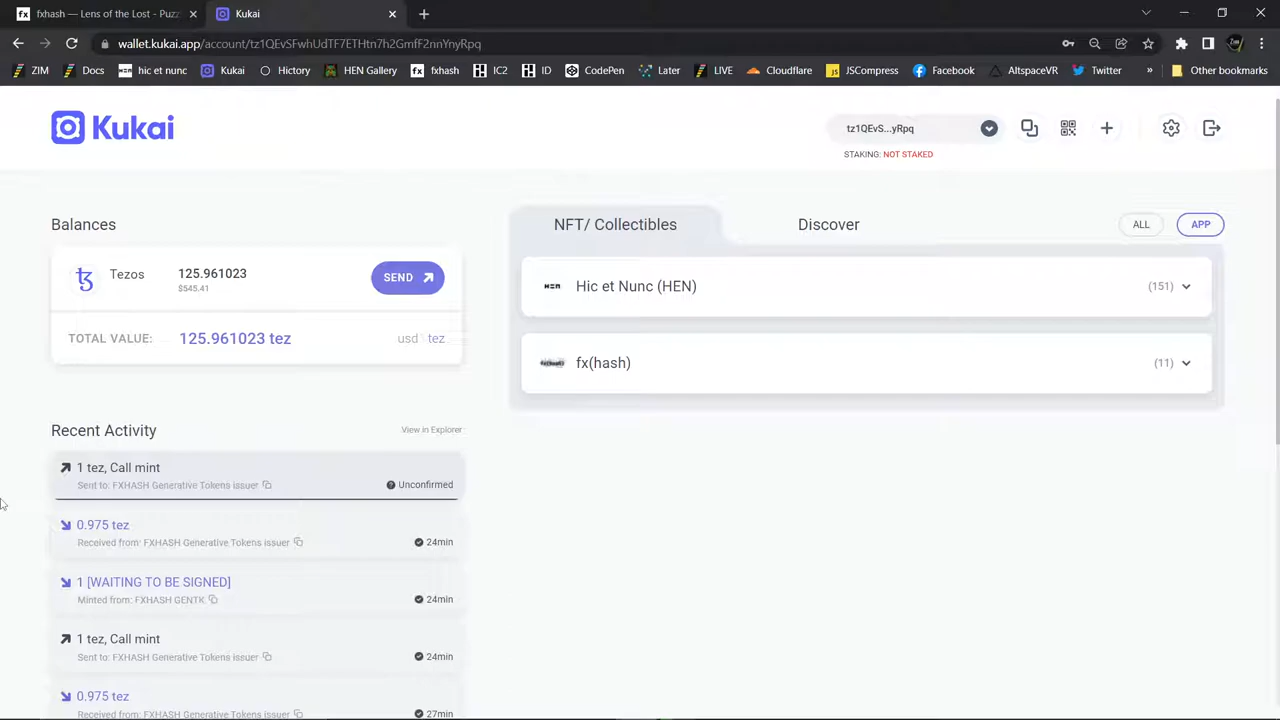 fxhash — Lens of the Lost - Puzz
Kukai
wallet.kukai.app/account/tz1QEvSFwhUdTF7ETHtn7h2GmfF2nnYnyRpq
ZIM Docs hic et nunc Kukai Hictory HEN Gallery fxhash IC2 ID CodePen Later LIVE Cloudflare JSCompress Facebook AltspaceVR Twitter » Other bookmarks
Kukai
tz1QEvS...yRpq
STAKING: NOT STAKED
Balances
Tezos 125.961023
$545.41
SEND
TOTAL VALUE: 125.961023 tez usd tez
NFT/ Collectibles Discover ALL APP
Hic et Nunc (HEN) (151)
fx(hash) (11)
Recent Activity View in Explorer
1 tez, Call mint
Sent to: FXHASH Generative Tokens issuer Unconfirmed
0.975 tez
Received from: FXHASH Generative Tokens issuer 24min
1 [WAITING TO BE SIGNED]
Minted from: FXHASH GENTK 24min
1 tez, Call mint
Sent to: FXHASH Generative Tokens issuer 24min
0.975 tez
Received from: FXHASH Generative Tokens issuer 27min